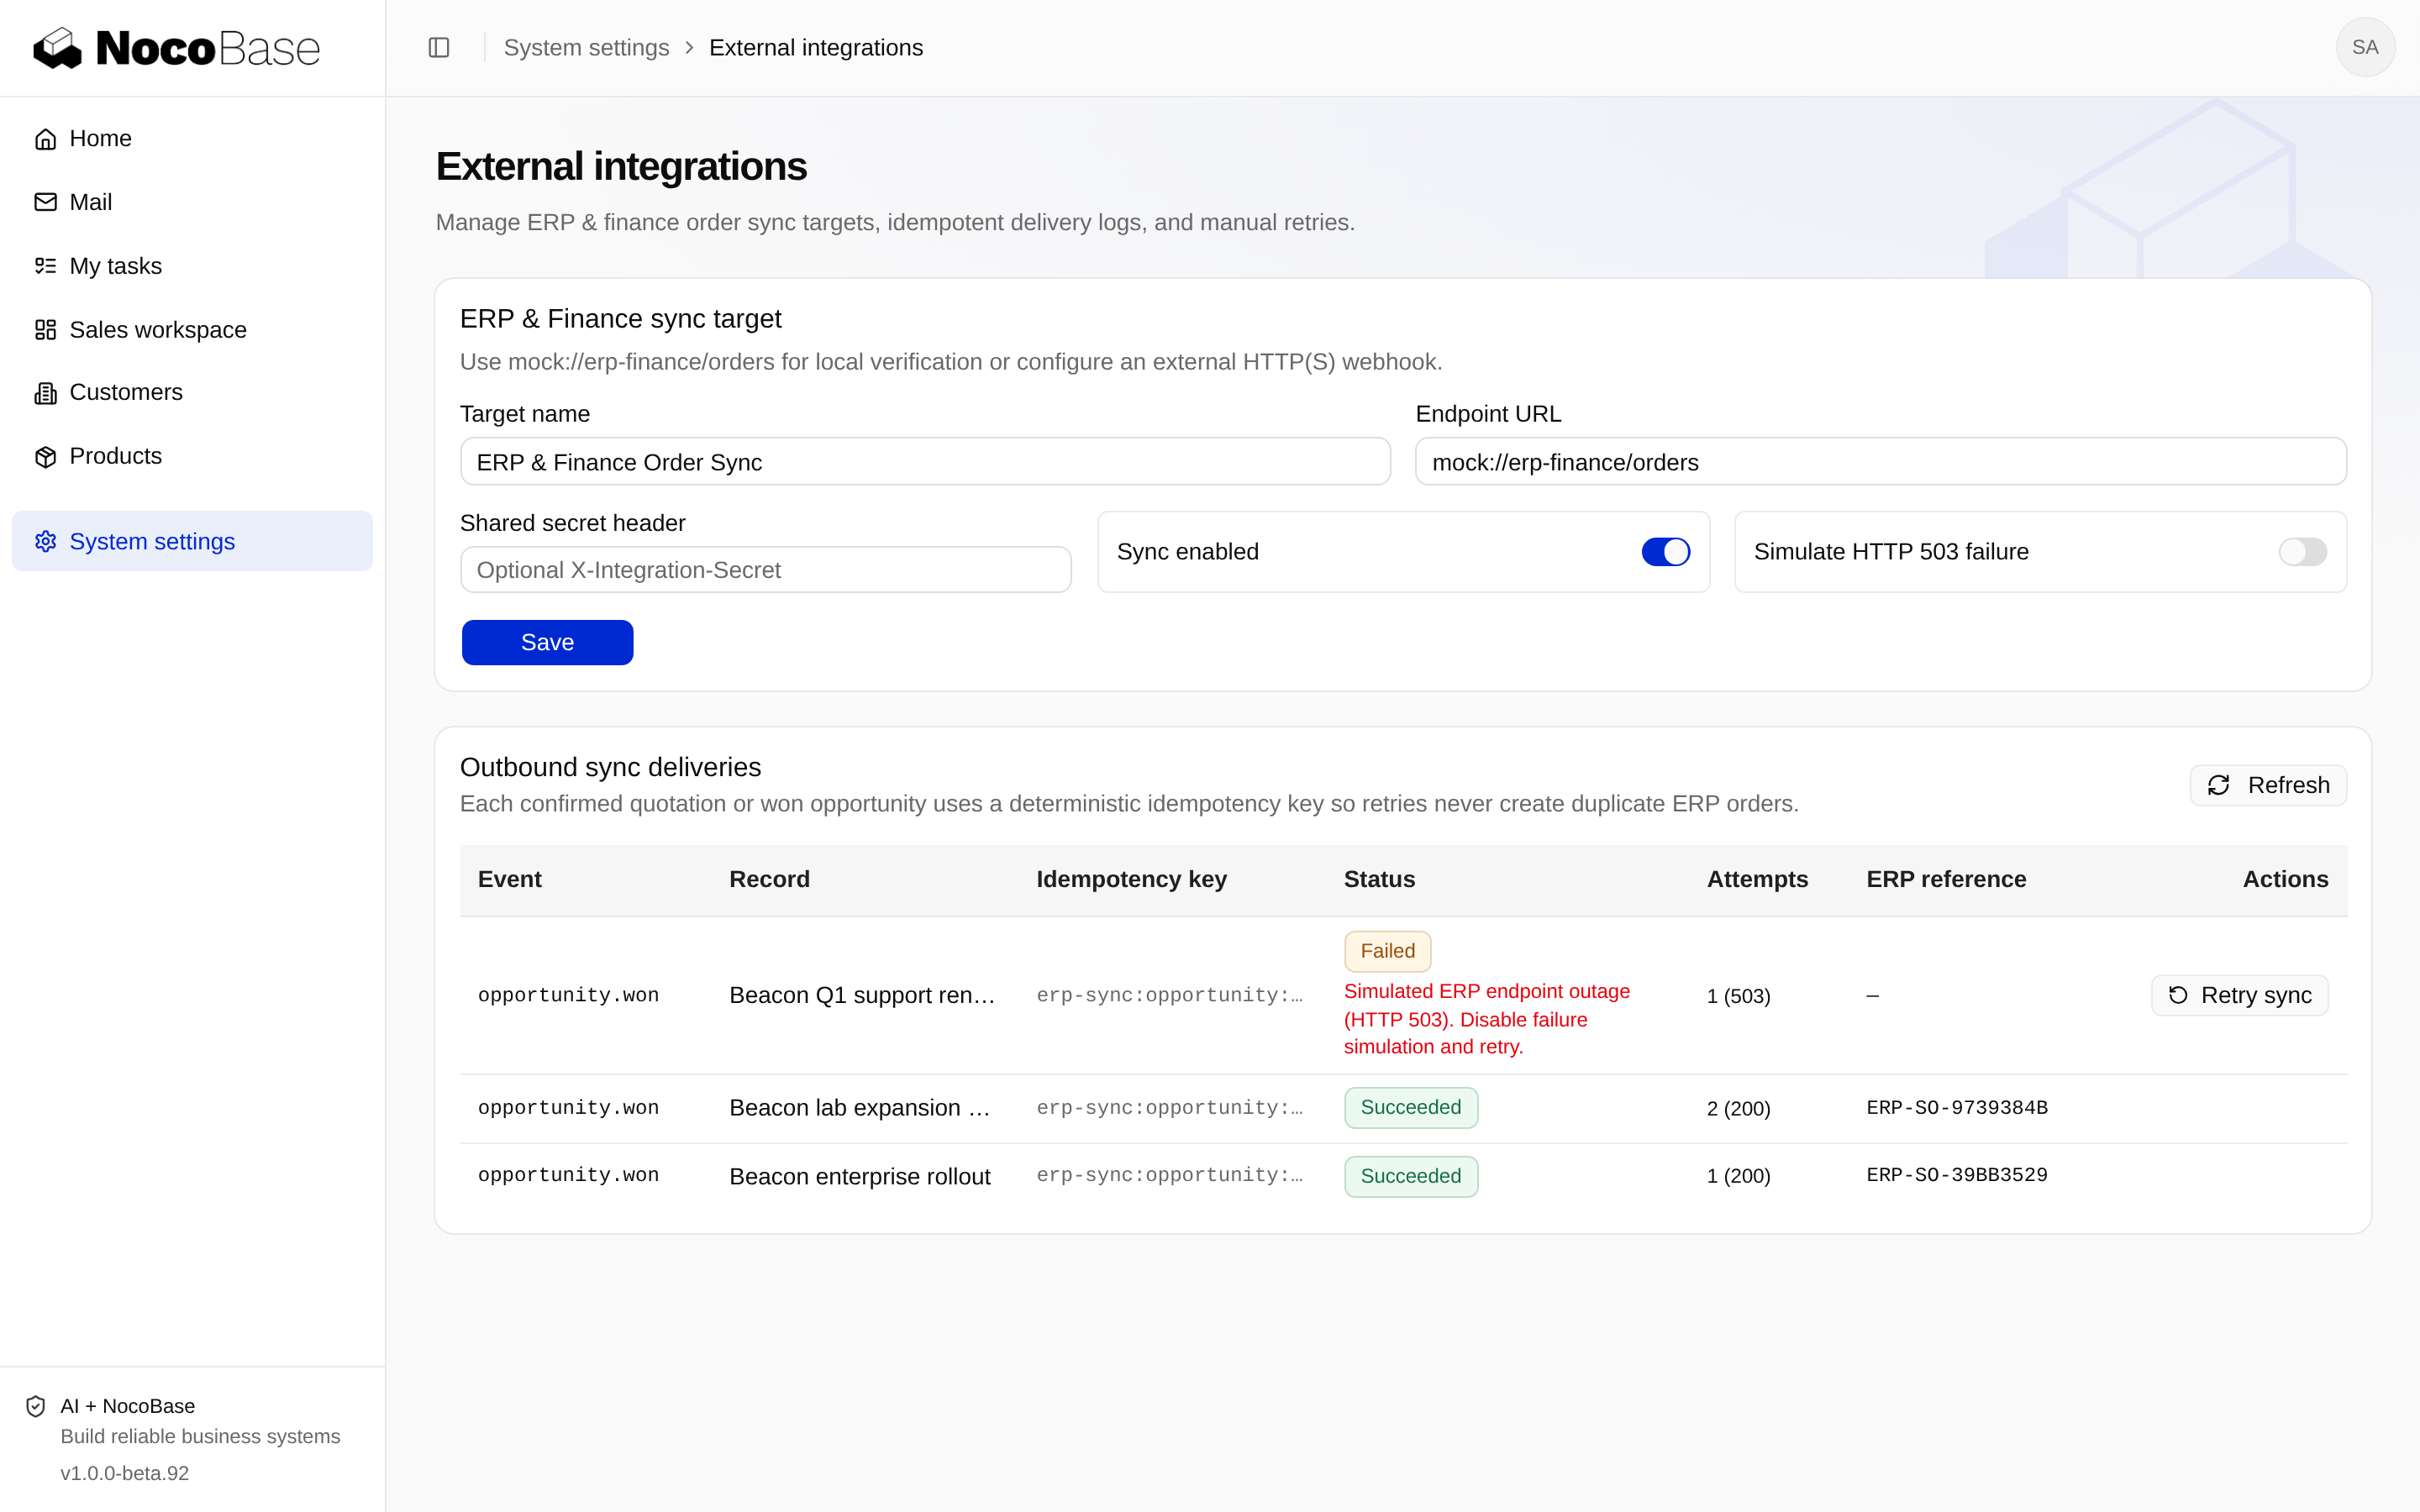 NocoBase
System settings > External integrations
SA
Home
Mail
My tasks
Sales workspace
Customers
Products
System settings
AI + NocoBase
Build reliable business systems
v1.0.0-beta.92
External integrations
Manage ERP & finance order sync targets, idempotent delivery logs, and manual retries.
ERP & Finance sync target
Use mock://erp-finance/orders for local verification or configure an external HTTP(S) webhook.
Target name
Endpoint URL
ERP & Finance Order Sync
mock://erp-finance/orders
Shared secret header
Optional X-Integration-Secret
Sync enabled
Simulate HTTP 503 failure
Save
Outbound sync deliveries
Each confirmed quotation or won opportunity uses a deterministic idempotency key so retries never create duplicate ERP orders.
Refresh
Event Record Idempotency key Status Attempts ERP reference Actions
Failed
opportunity.won Beacon Q1 support ren… erp-sync:opportunity:… 1 (503) – Retry sync
Simulated ERP endpoint outage
(HTTP 503). Disable failure
simulation and retry.
opportunity.won Beacon lab expansion … erp-sync:opportunity:… Succeeded 2 (200) ERP-SO-9739384B
opportunity.won Beacon enterprise rollout erp-sync:opportunity:… Succeeded 1 (200) ERP-SO-39BB3529